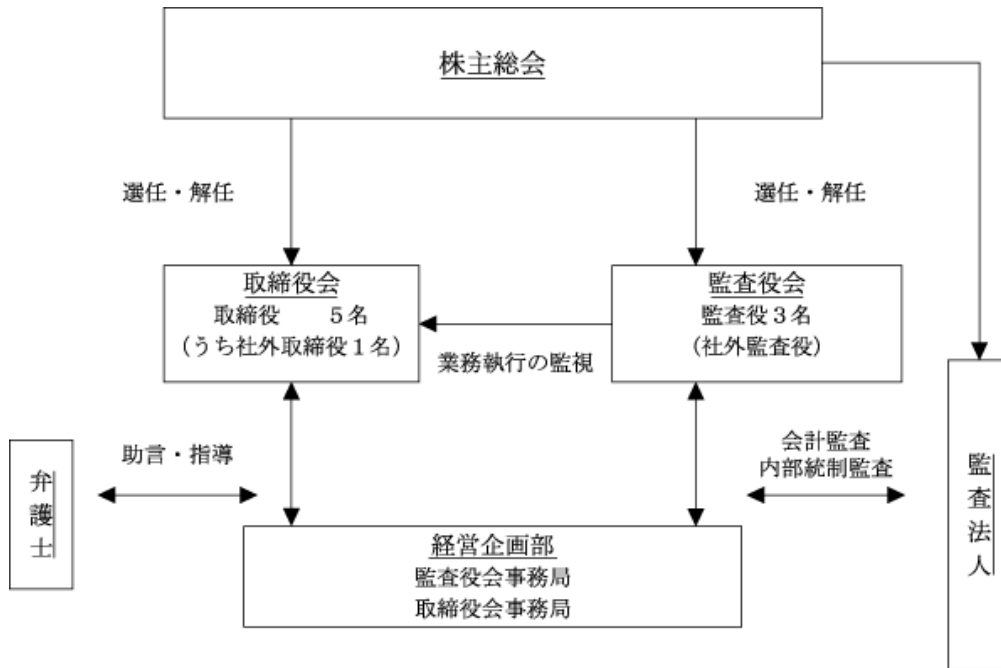 株主総会
選任・解任
選任・解任
取締役会
取締役　　5名
（うち社外取締役1名）
監査役会
監査役3名
（社外監査役）
業務執行の監視
助言・指導
会計監査
内部統制監査
弁護士
監査法人
経営企画部
監査役会事務局
取締役会事務局